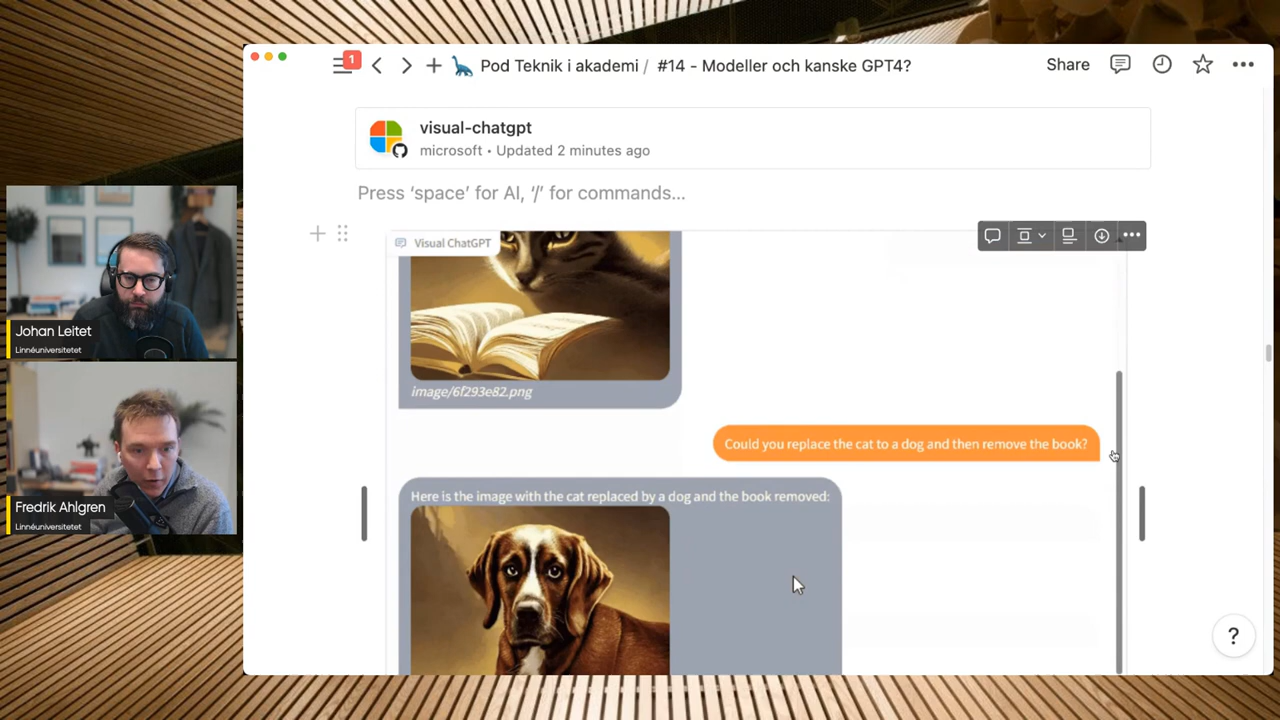 1
Pod Teknik i akademi / #14 - Modeller och kanske GPT4?
Share
visual-chatgpt
microsoft • Updated 2 minutes ago
Press ‘space’ for AI, ‘/’ for commands…
Visual ChatGPT
image/6f293e82.png
Could you replace the cat to a dog and then remove the book?
Here is the image with the cat replaced by a dog and the book removed:
Johan Leitet
Linnéuniversitetet
Fredrik Ahlgren
Linnéuniversitetet
?